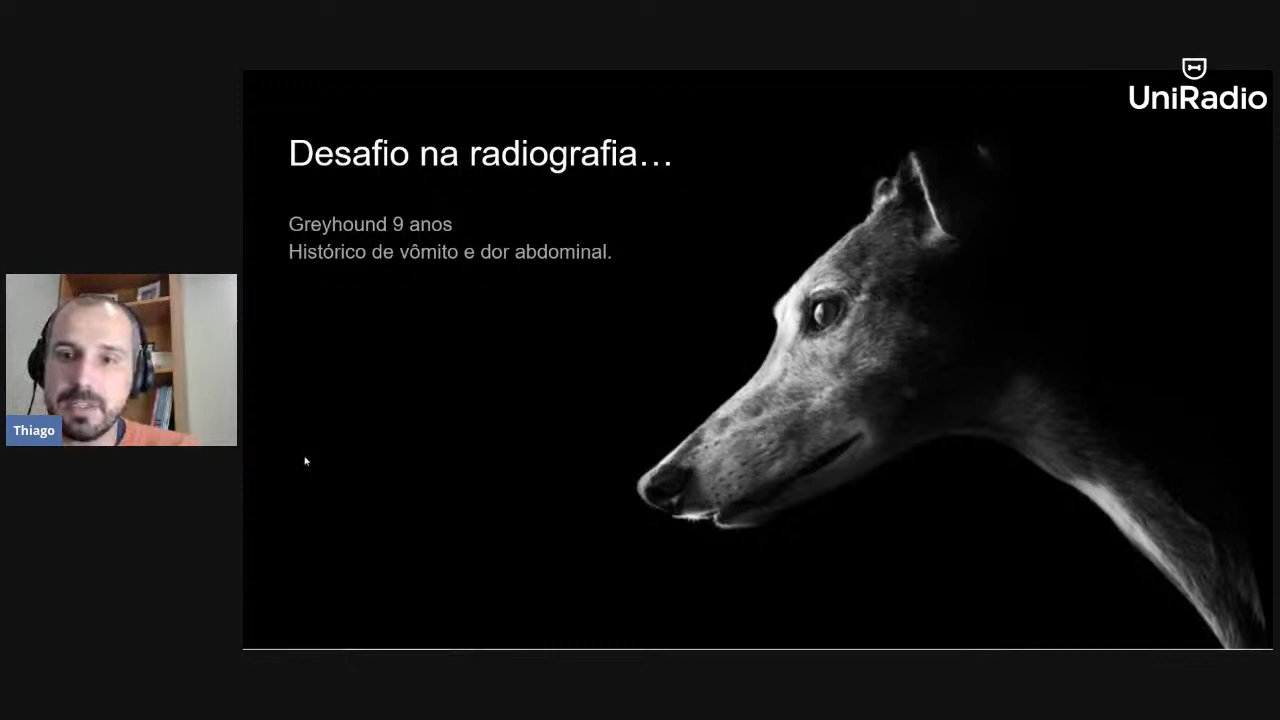 UniRadio
Desafio na radiografia…
Greyhound 9 anos
Histórico de vômito e dor abdominal.
Thiago